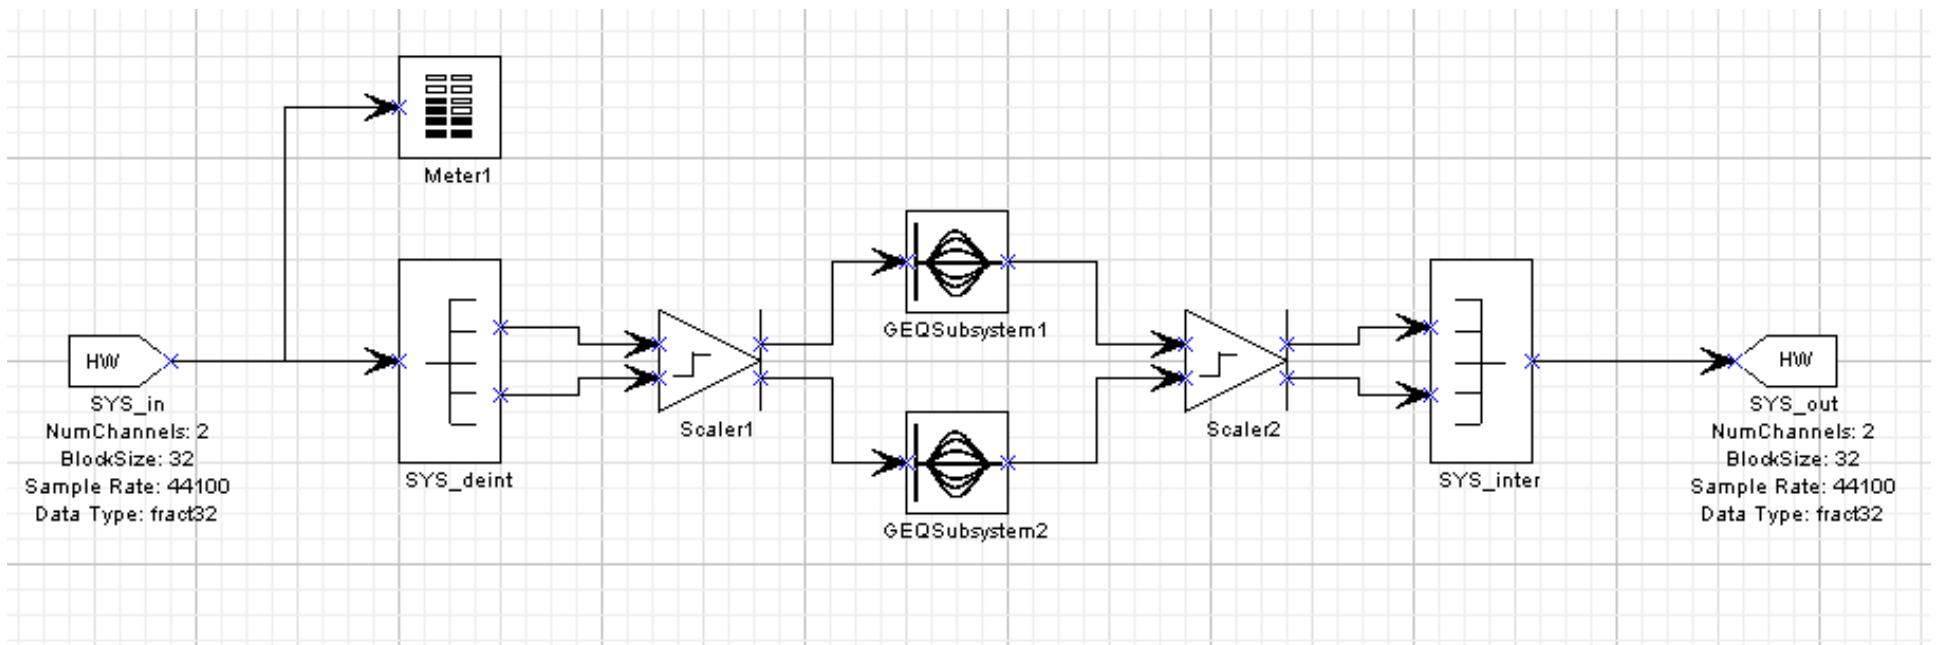 Meter1
GEQSubsystem1
HW
SYS_in
NumChannels: 2
BlockSize: 32
Sample Rate: 44100
Data Type: fract32
SYS_deint
Scaler1
GEQSubsystem2
Scaler2
SYS_inter
HW
SYS_out
NumChannels: 2
BlockSize: 32
Sample Rate: 44100
Data Type: fract32